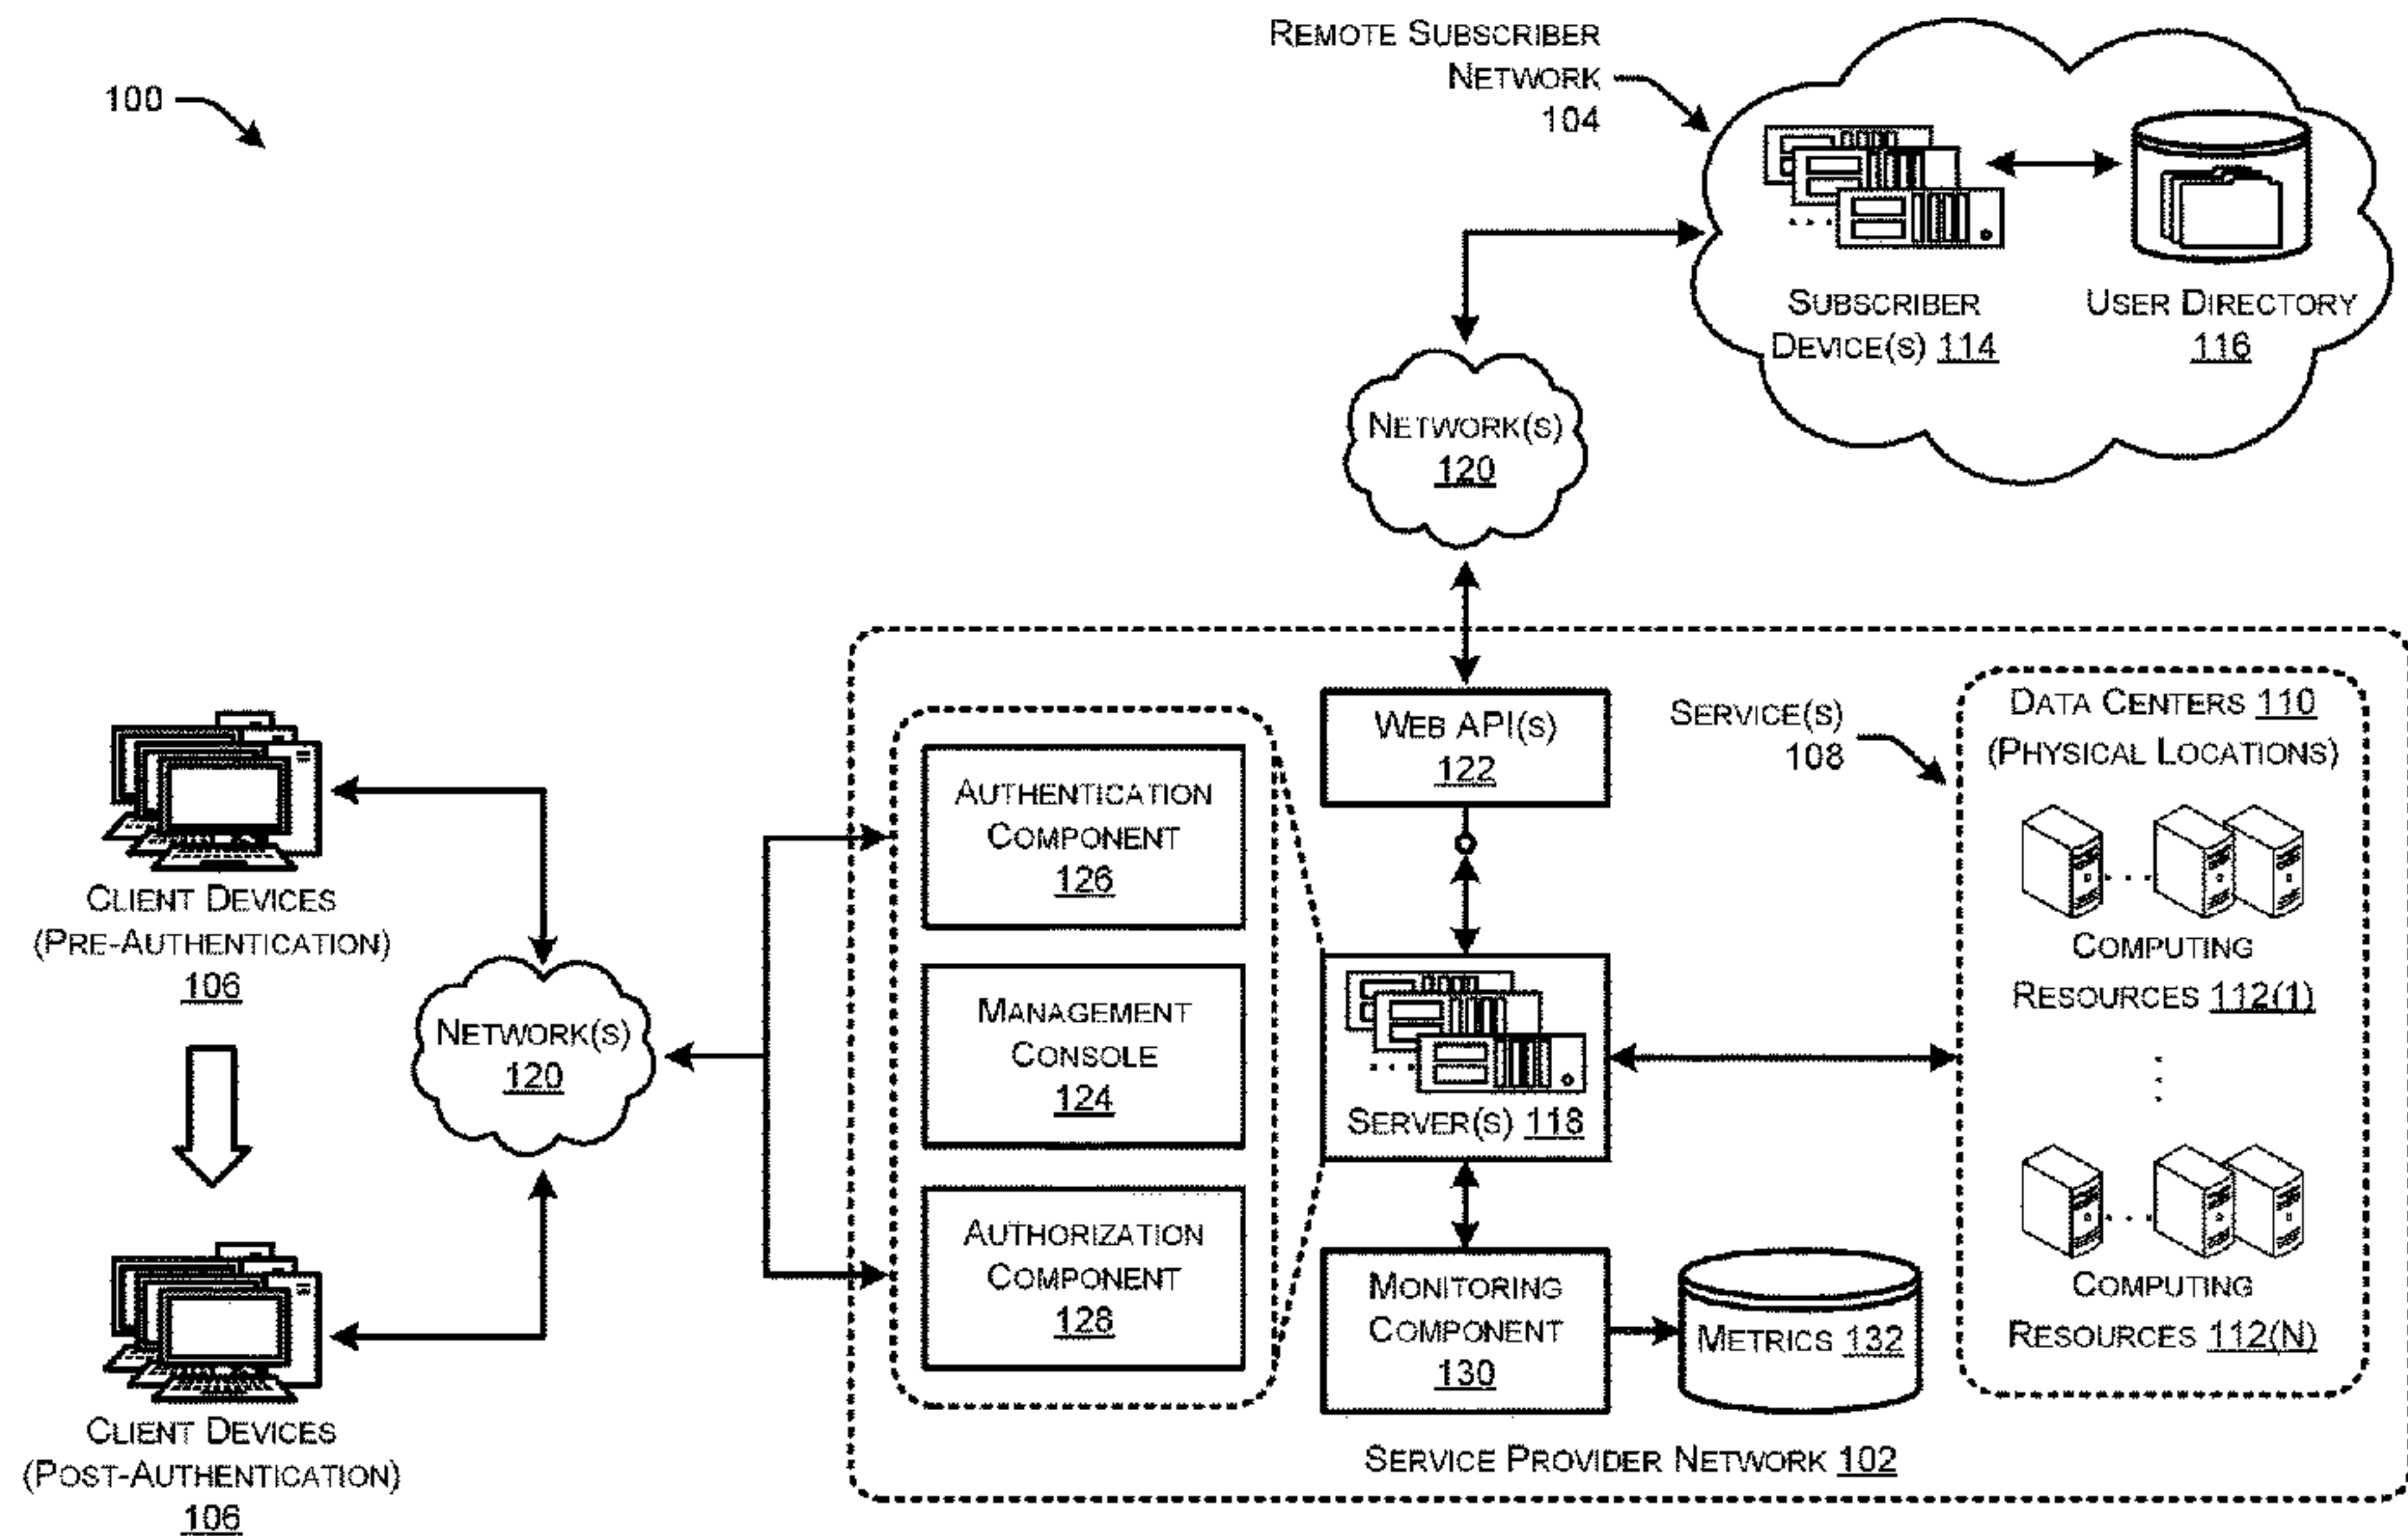 100
REMOTE SUBSCRIBER
NETWORK
104
SUBSCRIBER
DEVICE(S) 114
USER DIRECTORY
116
NETWORK(S)
120
WEB API(S)
122
SERVICE(S)
108
DATA CENTERS 110
(PHYSICAL LOCATIONS)
COMPUTING
RESOURCES 112(1)
COMPUTING
RESOURCES 112(N)
AUTHENTICATION
COMPONENT
126
MANAGEMENT
CONSOLE
124
AUTHORIZATION
COMPONENT
128
SERVER(S) 118
MONITORING
COMPONENT
130
METRICS 132
SERVICE PROVIDER NETWORK 102
CLIENT DEVICES
(PRE-AUTHENTICATION)
106
NETWORK(S)
120
CLIENT DEVICES
(POST-AUTHENTICATION)
106